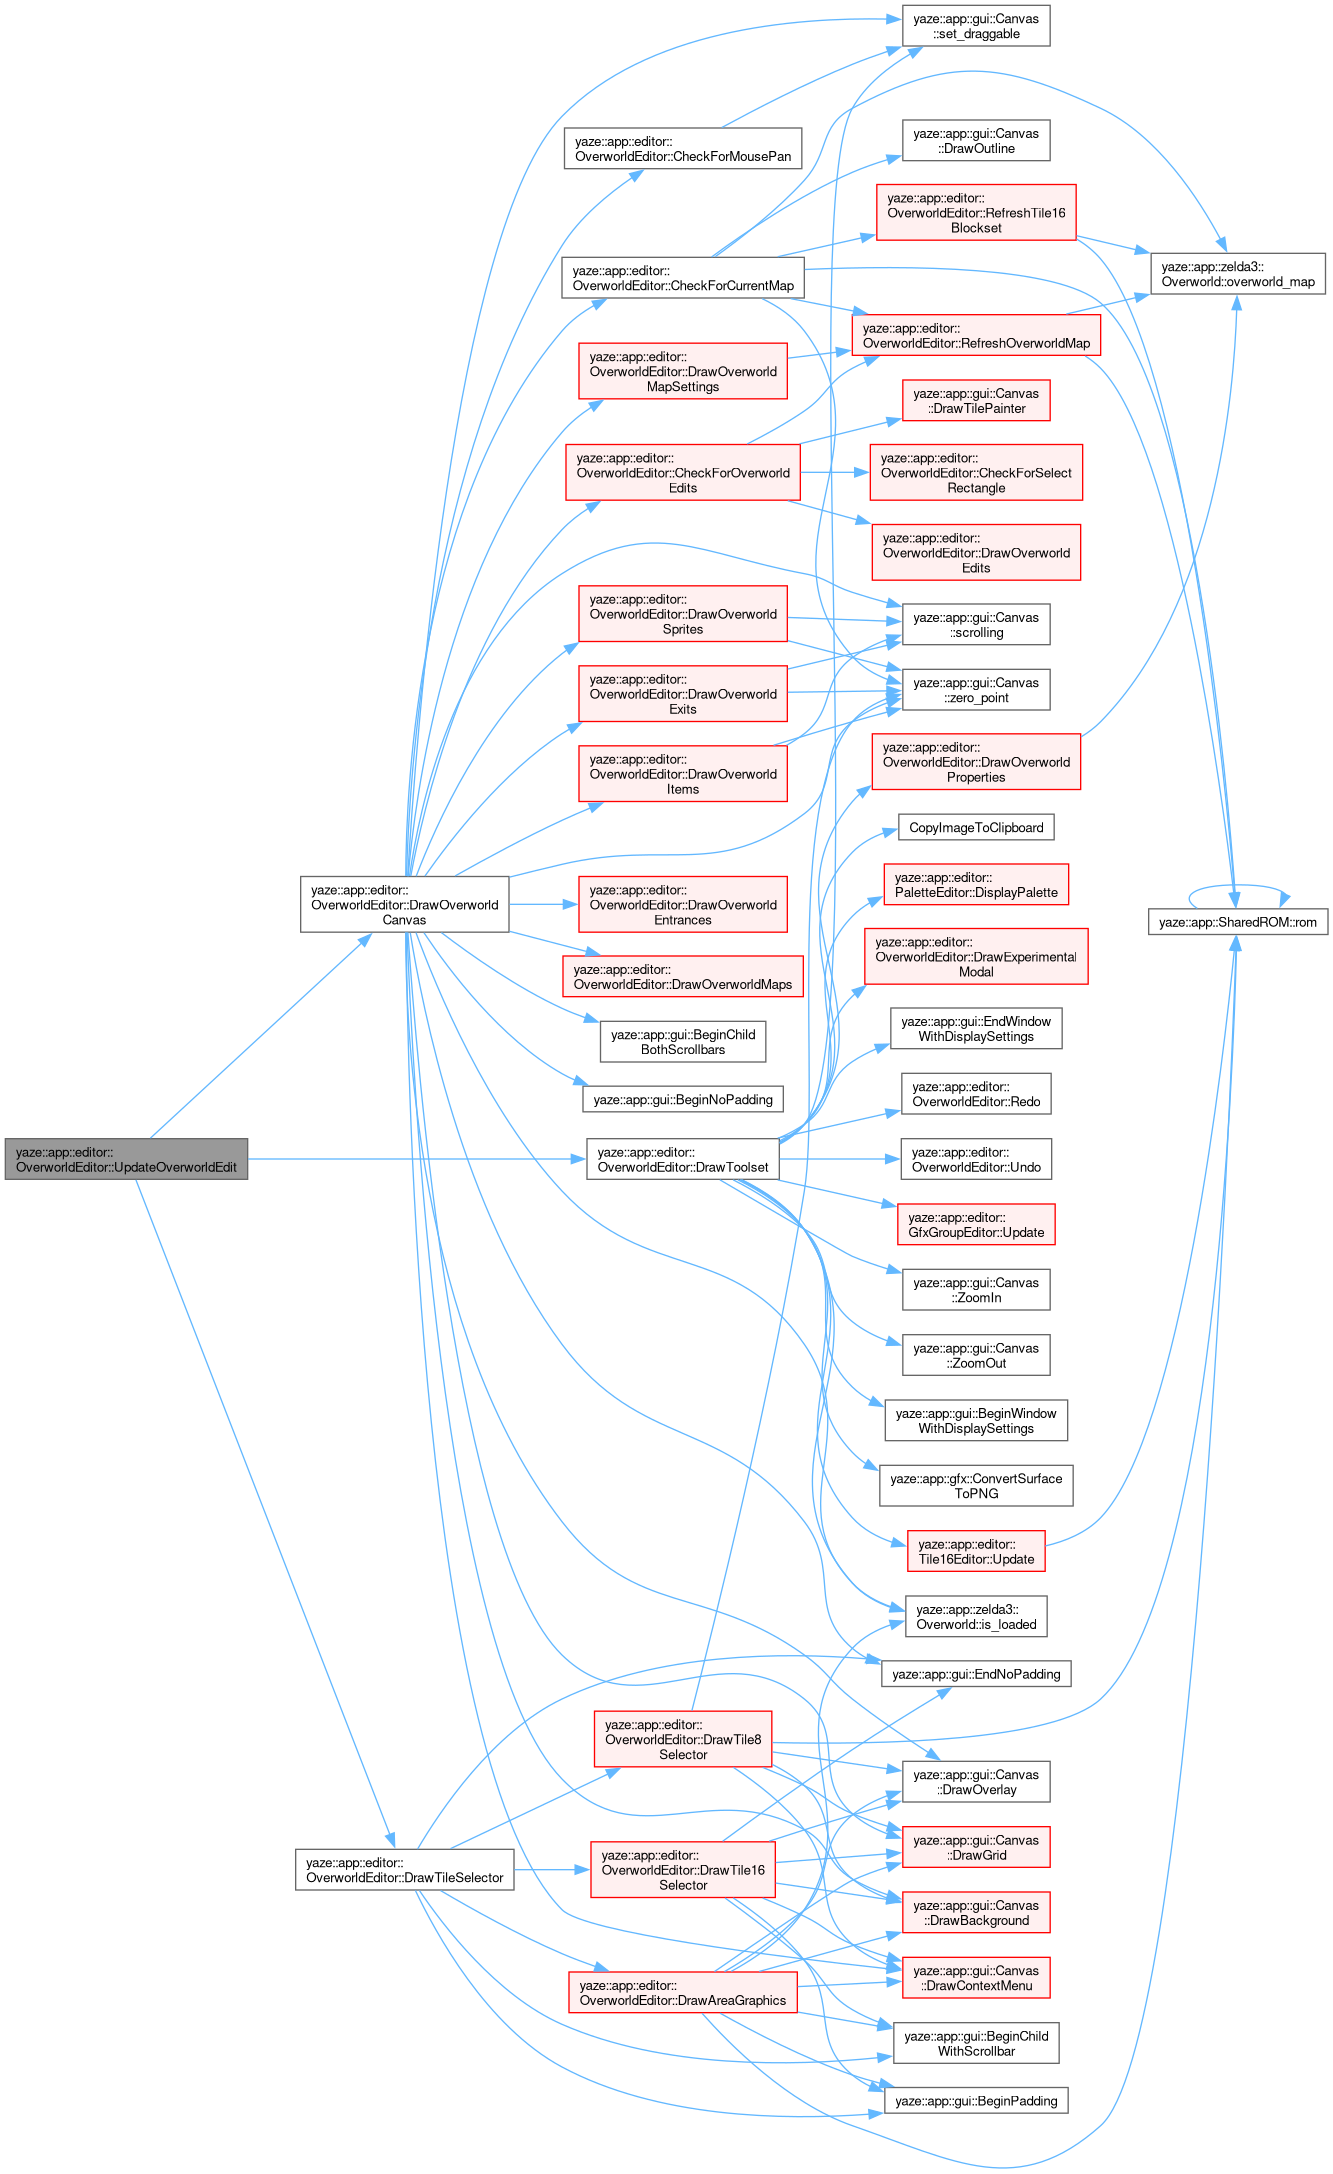 yaze::app::gui::Canvas
::set_draggable
yaze::app::editor::
OverworldEditor::CheckForMousePan
yaze::app::gui::Canvas
::DrawOutline
yaze::app::editor::
OverworldEditor::RefreshTile16
Blockset
yaze::app::editor::
OverworldEditor::CheckForCurrentMap
yaze::app::zelda3::
Overworld::overworld_map
yaze::app::editor::
OverworldEditor::RefreshOverworldMap
yaze::app::editor::
OverworldEditor::DrawOverworld
MapSettings
yaze::app::gui::Canvas
::DrawTilePainter
yaze::app::editor::
OverworldEditor::CheckForOverworld
Edits
yaze::app::editor::
OverworldEditor::CheckForSelect
Rectangle
yaze::app::editor::
OverworldEditor::DrawOverworld
Edits
yaze::app::editor::
OverworldEditor::DrawOverworld
Sprites
yaze::app::gui::Canvas
::scrolling
yaze::app::editor::
OverworldEditor::DrawOverworld
Exits
yaze::app::gui::Canvas
::zero_point
yaze::app::editor::
OverworldEditor::DrawOverworld
Items
yaze::app::editor::
OverworldEditor::DrawOverworld
Properties
CopyImageToClipboard
yaze::app::editor::
OverworldEditor::DrawOverworld
Canvas
yaze::app::editor::
OverworldEditor::DrawOverworld
Entrances
yaze::app::editor::
PaletteEditor::DisplayPalette
yaze::app::SharedROM::rom
yaze::app::editor::
OverworldEditor::DrawOverworldMaps
yaze::app::editor::
OverworldEditor::DrawExperimental
Modal
yaze::app::gui::BeginChild
BothScrollbars
yaze::app::gui::EndWindow
WithDisplaySettings
yaze::app::gui::BeginNoPadding
yaze::app::editor::
OverworldEditor::Redo
yaze::app::editor::
OverworldEditor::UpdateOverworldEdit
yaze::app::editor::
OverworldEditor::DrawToolset
yaze::app::editor::
OverworldEditor::Undo
yaze::app::editor::
GfxGroupEditor::Update
yaze::app::gui::Canvas
::ZoomIn
yaze::app::gui::Canvas
::ZoomOut
yaze::app::gui::BeginWindow
WithDisplaySettings
yaze::app::gfx::ConvertSurface
ToPNG
yaze::app::editor::
Tile16Editor::Update
yaze::app::zelda3::
Overworld::is_loaded
yaze::app::gui::EndNoPadding
yaze::app::editor::
OverworldEditor::DrawTile8
Selector
yaze::app::gui::Canvas
::DrawOverlay
yaze::app::gui::Canvas
::DrawGrid
yaze::app::editor::
OverworldEditor::DrawTileSelector
yaze::app::editor::
OverworldEditor::DrawTile16
Selector
yaze::app::gui::Canvas
::DrawBackground
yaze::app::gui::Canvas
::DrawContextMenu
yaze::app::editor::
OverworldEditor::DrawAreaGraphics
yaze::app::gui::BeginChild
WithScrollbar
yaze::app::gui::BeginPadding